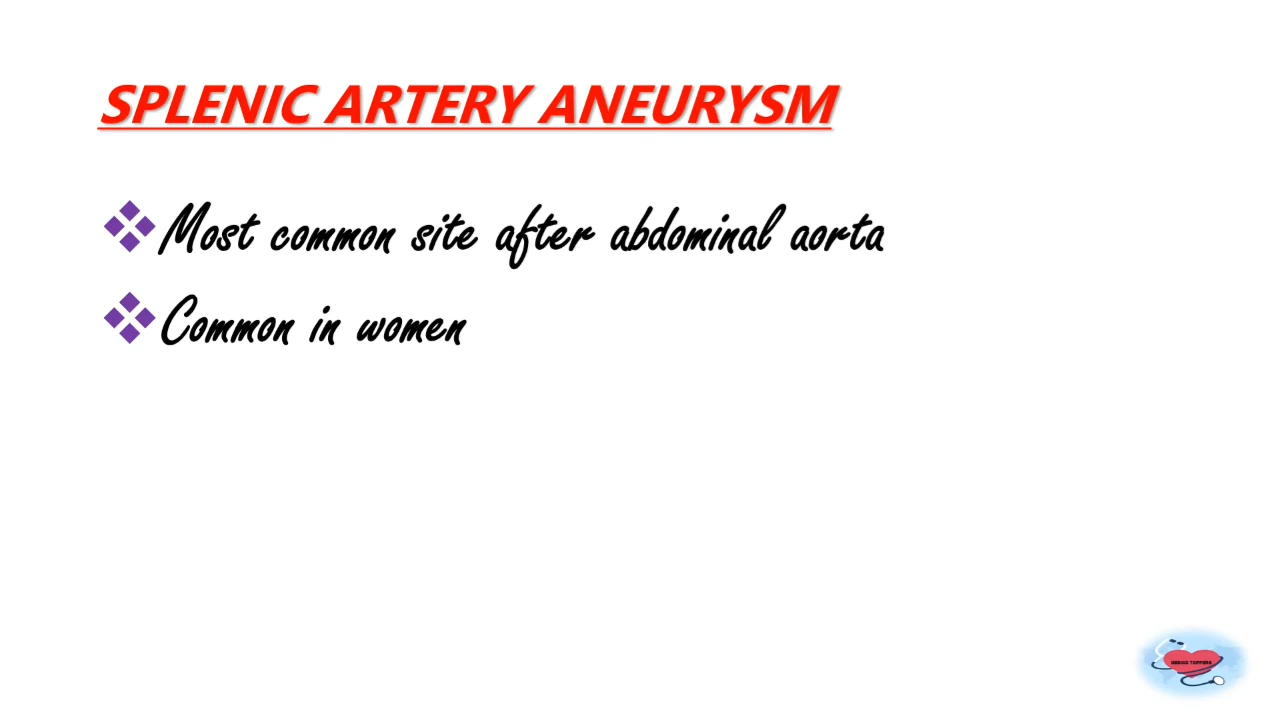 SPLENIC ARTERY ANEURYSM
Most common site after abdominal aorta
Common in women